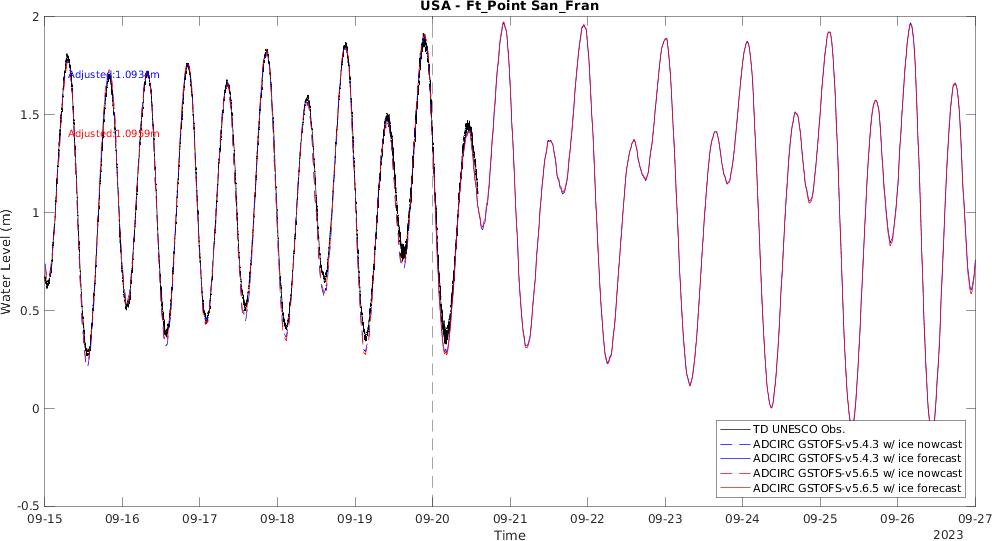 USA - Ft_Point San_Fran
Water Level (m)
2
1.5
1
0.5
0
-0.5
Adjusted:1.0959m
TD UNESCO Obs.
ADCIRC GSTOFS-v5.4.3 w/ ice nowcast
ADCIRC GSTOFS-v5.4.3 w/ ice forecast
ADCIRC GSTOFS-v5.6.5 w/ ice nowcast
ADCIRC GSTOFS-v5.6.5 w/ ice forecast
09-15 09-16 09-17 09-18 09-19 09-20 09-21 09-22 09-23 09-24 09-25 09-26 09-27
Time
2023